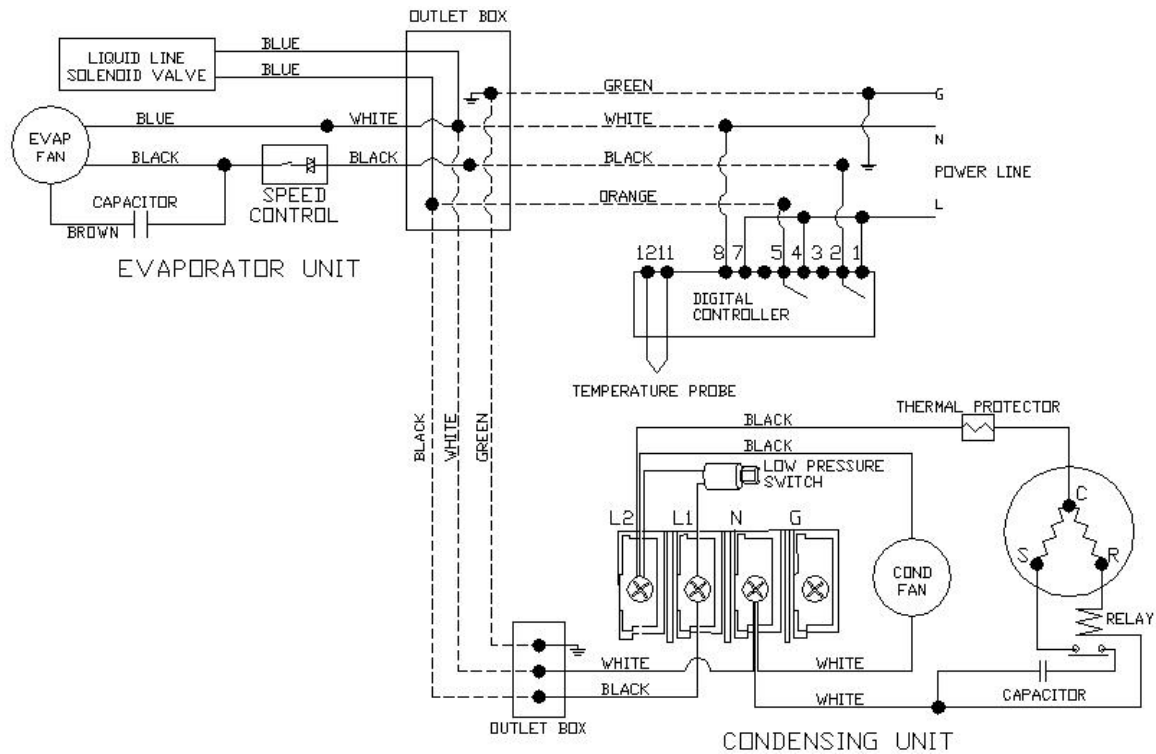 OUTLET BOX
LIQUID LINE
SOLENOID VALVE
BLUE
BLUE
GREEN
G
EVAP
FAN
BLUE
WHITE
WHITE
N
BLACK
BLACK
BLACK
POWER LINE
SPEED
CONTROL
CAPACITOR
BROWN
ORANGE
L
EVAPORATOR UNIT
12 11 8 7 5 4 3 2 1
DIGITAL
CONTROLLER
TEMPERATURE PROBE
BLACK
WHITE
GREEN
THERMAL PROTECTOR
BLACK
BLACK
LOW PRESSURE
SWITCH
L2 L1 N G
C
S
R
COND
FAN
RELAY
WHITE
WHITE
BLACK
WHITE
CAPACITOR
OUTLET BOX
CONDENSING UNIT